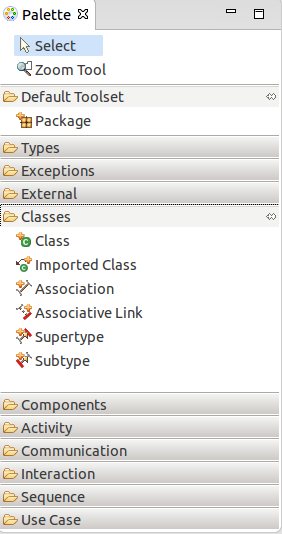 Palette
Select
Zoom Tool
Default Toolset
Package
Types
Exceptions
External
Classes
Class
Imported Class
Association
Associative Link
Supertype
Subtype
Components
Activity
Communication
Interaction
Sequence
Use Case